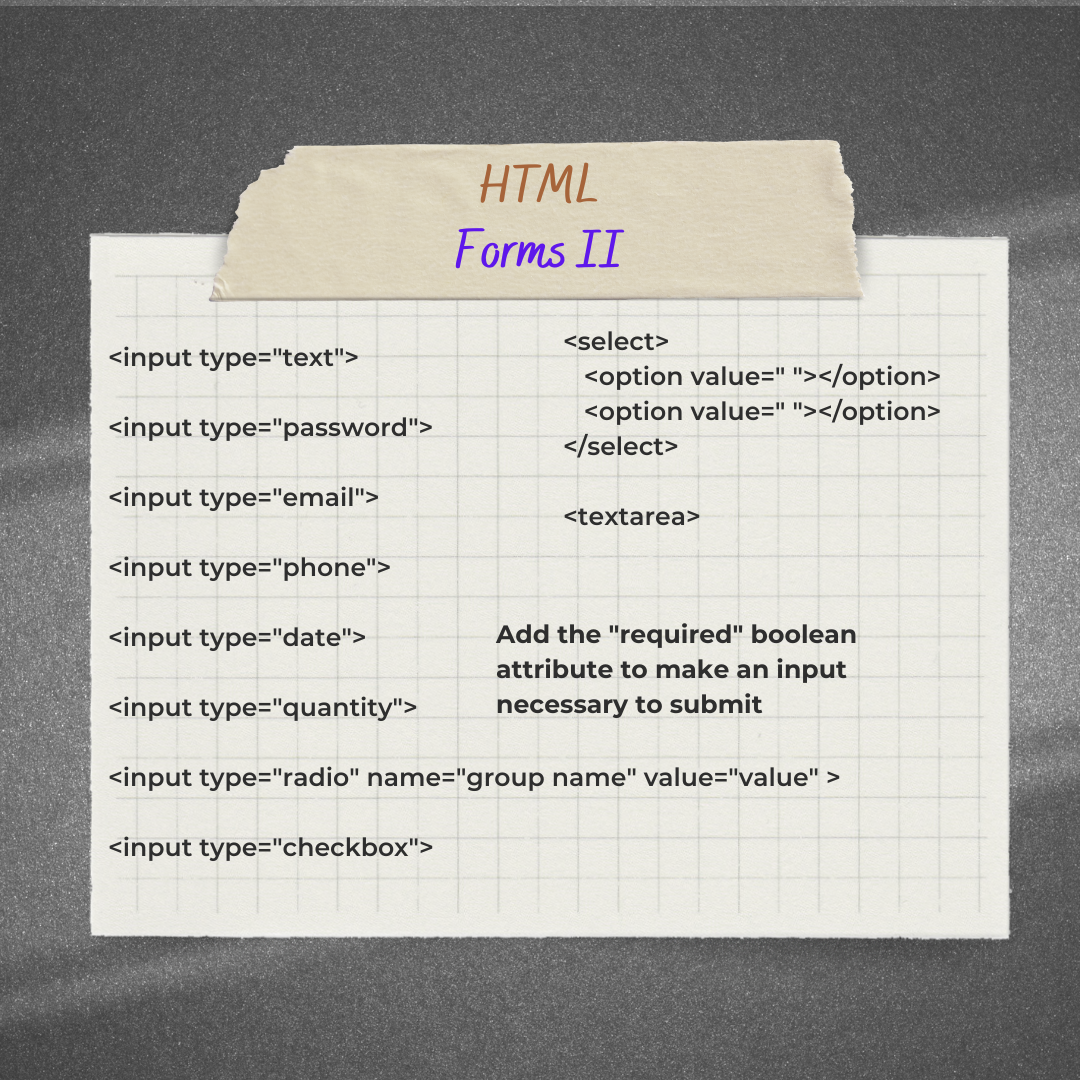 HTML
Forms II
<input type="text">
<input type="password">
<input type="email">
<input type="phone">
<input type="date">
<input type="quantity">
<input type="radio" name="group name" value="value" >
<input type="checkbox">
<select>
<option value=" "></option>
<option value=" "></option>
</select>
<textarea>
Add the "required" boolean
attribute to make an input
necessary to submit